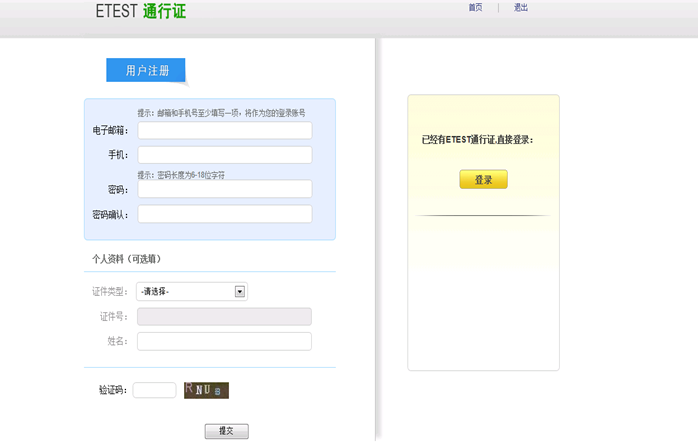 ETEST 通行证
首页 | 退出
用户注册
提示：邮箱和手机号至少填写一项，将作为您的登录账号
电子邮箱：
手机：
提示：密码长度为6-18位字符
密码：
密码确认：
个人资料（可选填）
证件类型： -请选择-
证件号：
姓名：
验证码： R N U
提交
已经有ETEST通行证,直接登录：
登录